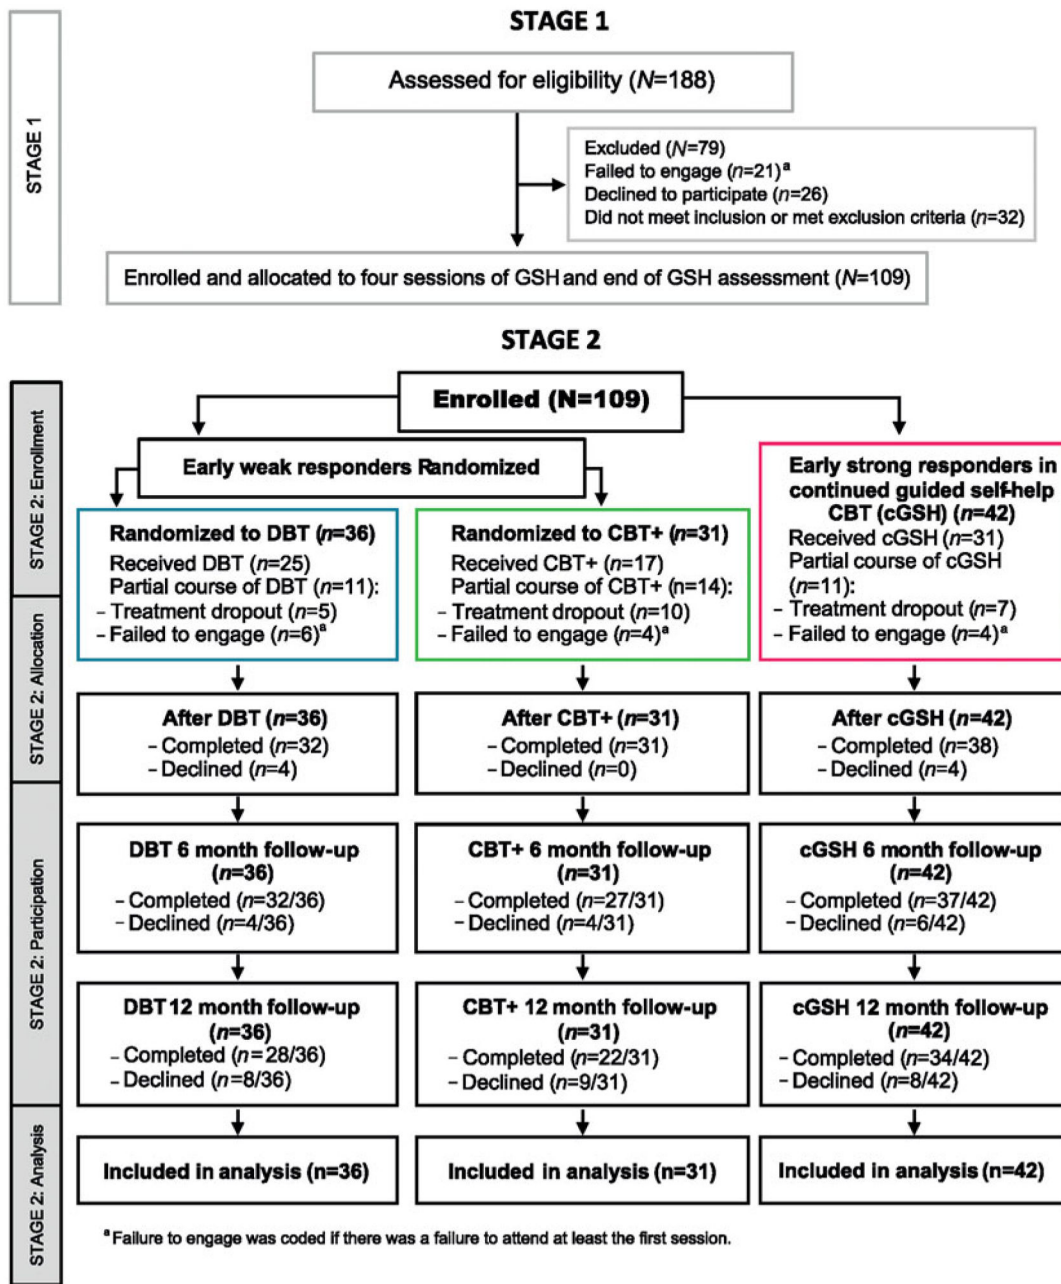 STAGE 1
STAGE 1
Assessed for eligibility (N=188)
Excluded (N=79)
Failed to engage (n=21)ᵃ
Declined to participate (n=26)
Did not meet inclusion or met exclusion criteria (n=32)
Enrolled and allocated to four sessions of GSH and end of GSH assessment (N=109)
STAGE 2
STAGE 2: Enrollment
Enrolled (N=109)
Early weak responders Randomized
Randomized to DBT (n=36)
Received DBT (n=25)
Partial course of DBT (n=11):
- Treatment dropout (n=5)
- Failed to engage (n=6)ᵃ
Randomized to CBT+ (n=31)
Received CBT+ (n=17)
Partial course of CBT+ (n=14):
- Treatment dropout (n=10)
- Failed to engage (n=4)ᵃ
Early strong responders in
continued guided self-help
CBT (cGSH) (n=42)
Received cGSH (n=31)
Partial course of cGSH
(n=11):
- Treatment dropout (n=7)
- Failed to engage (n=4)ᵃ
STAGE 2: Allocation
After DBT (n=36)
- Completed (n=32)
- Declined (n=4)
After CBT+ (n=31)
- Completed (n=31)
- Declined (n=0)
After cGSH (n=42)
- Completed (n=38)
- Declined (n=4)
STAGE 2: Participation
DBT 6 month follow-up
(n=36)
- Completed (n=32/36)
- Declined (n=4/36)
CBT+ 6 month follow-up
(n=31)
- Completed (n=27/31)
- Declined (n=4/31)
cGSH 6 month follow-up
(n=42)
- Completed (n=37/42)
- Declined (n=6/42)
DBT 12 month follow-up
(n=36)
- Completed (n=28/36)
- Declined (n=8/36)
CBT+ 12 month follow-up
(n=31)
- Completed (n=22/31)
- Declined (n=9/31)
cGSH 12 month follow-up
(n=42)
- Completed (n=34/42)
- Declined (n=8/42)
STAGE 2: Analysis
Included in analysis (n=36)
Included in analysis (n=31)
Included in analysis (n=42)
ᵃ Failure to engage was coded if there was a failure to attend at least the first session.